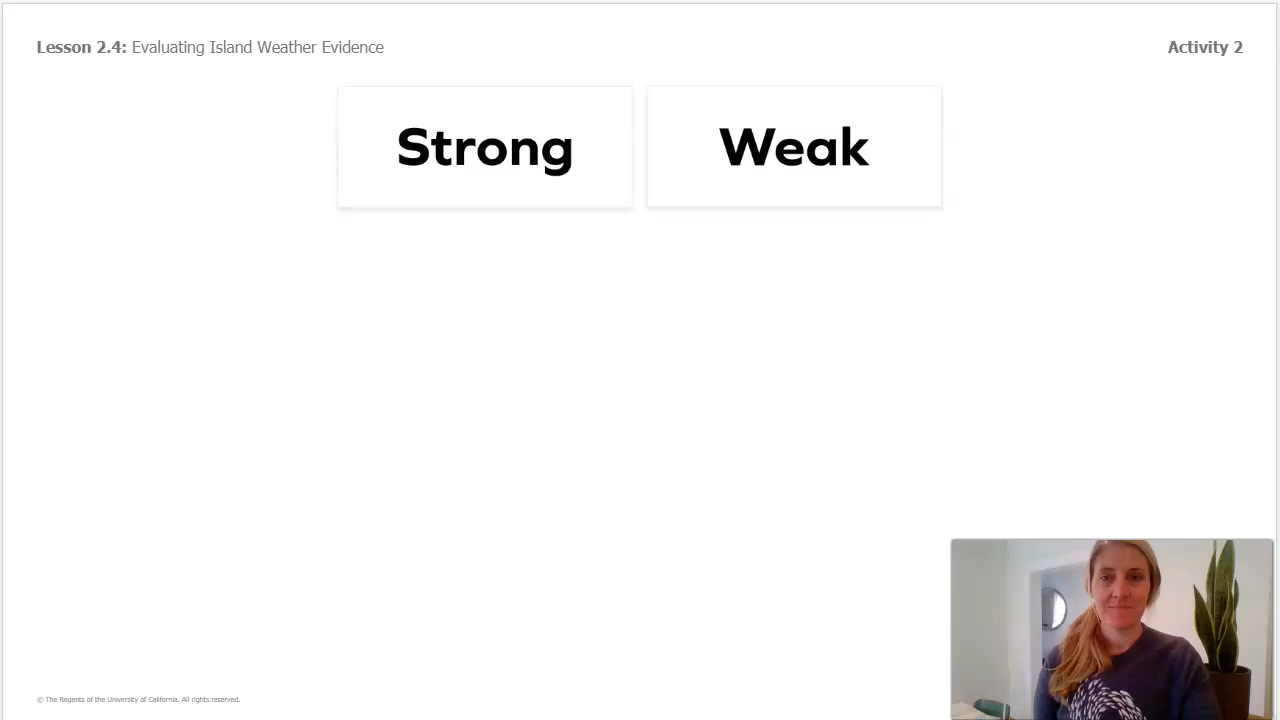 Lesson 2.4: Evaluating Island Weather Evidence
Activity 2
Strong
Weak
© The Regents of the University of California. All rights reserved.